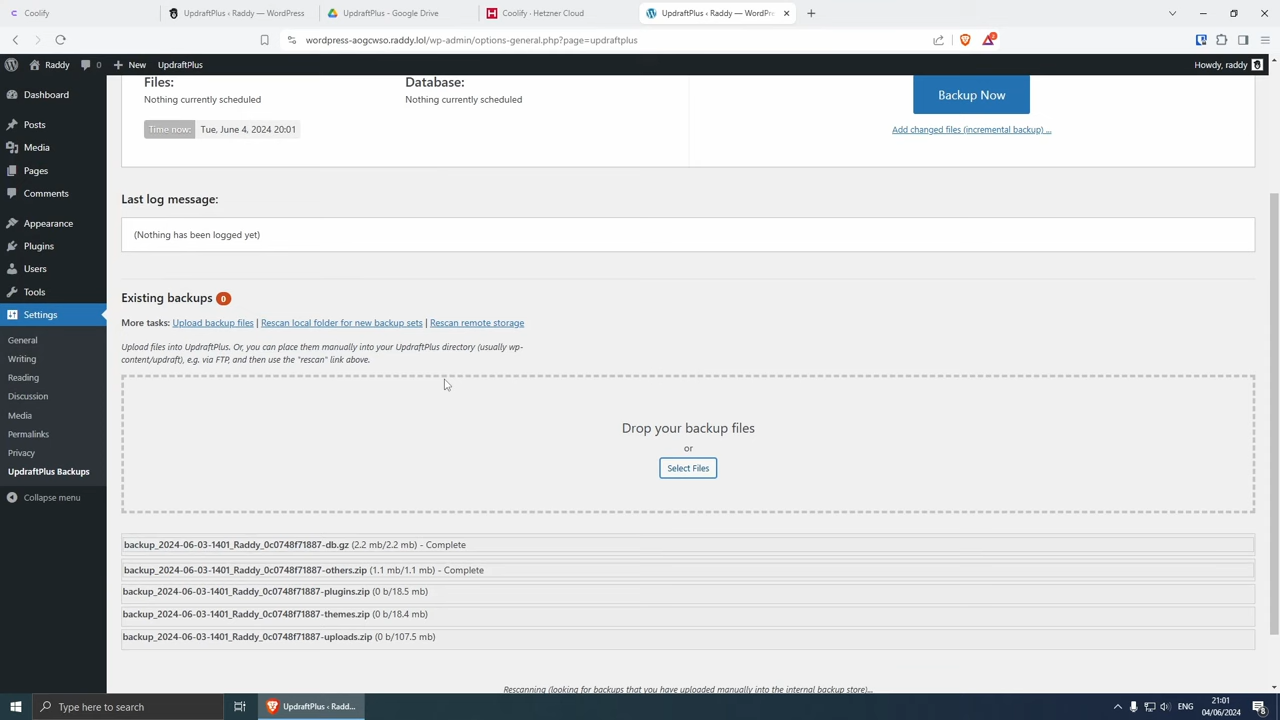 Coolify
UpdraftPlus ‹ Raddy — WordPress
UpdraftPlus - Google Drive
Coolify · Hetzner Cloud
UpdraftPlus ‹ Raddy — WordPre
wordpress-aogcwso.raddy.lol/wp-admin/options-general.php?page=updraftplus
Raddy
New
UpdraftPlus
Howdy, raddy
Dashboard
Posts
Media
Pages
Comments
Appearance
Plugins
Users
Tools
Settings
General
Writing
Reading
Discussion
Media
Permalinks
Privacy
UpdraftPlus Backups
Collapse menu
Files:
Nothing currently scheduled
Database:
Nothing currently scheduled
Time now: Tue, June 4, 2024 20:01
Backup Now
Add changed files (incremental backup) ...
Last log message:
(Nothing has been logged yet)
Existing backups 0
More tasks: Upload backup files | Rescan local folder for new backup sets | Rescan remote storage
Upload files into UpdraftPlus. Or, you can place them manually into your UpdraftPlus directory (usually wp-
content/updraft), e.g. via FTP, and then use the "rescan" link above.
Drop your backup files
or
Select Files
backup_2024-06-03-1401_Raddy_0c0748f71887-db.gz (2.2 mb/2.2 mb) - Complete
backup_2024-06-03-1401_Raddy_0c0748f71887-others.zip (1.1 mb/1.1 mb) - Complete
backup_2024-06-03-1401_Raddy_0c0748f71887-plugins.zip (0 b/18.5 mb)
backup_2024-06-03-1401_Raddy_0c0748f71887-themes.zip (0 b/18.4 mb)
backup_2024-06-03-1401_Raddy_0c0748f71887-uploads.zip (0 b/107.5 mb)
Rescanning (looking for backups that you have uploaded manually into the internal backup store)...
Type here to search
UpdraftPlus ‹ Radd...
ENG
21:01
04/06/2024
8